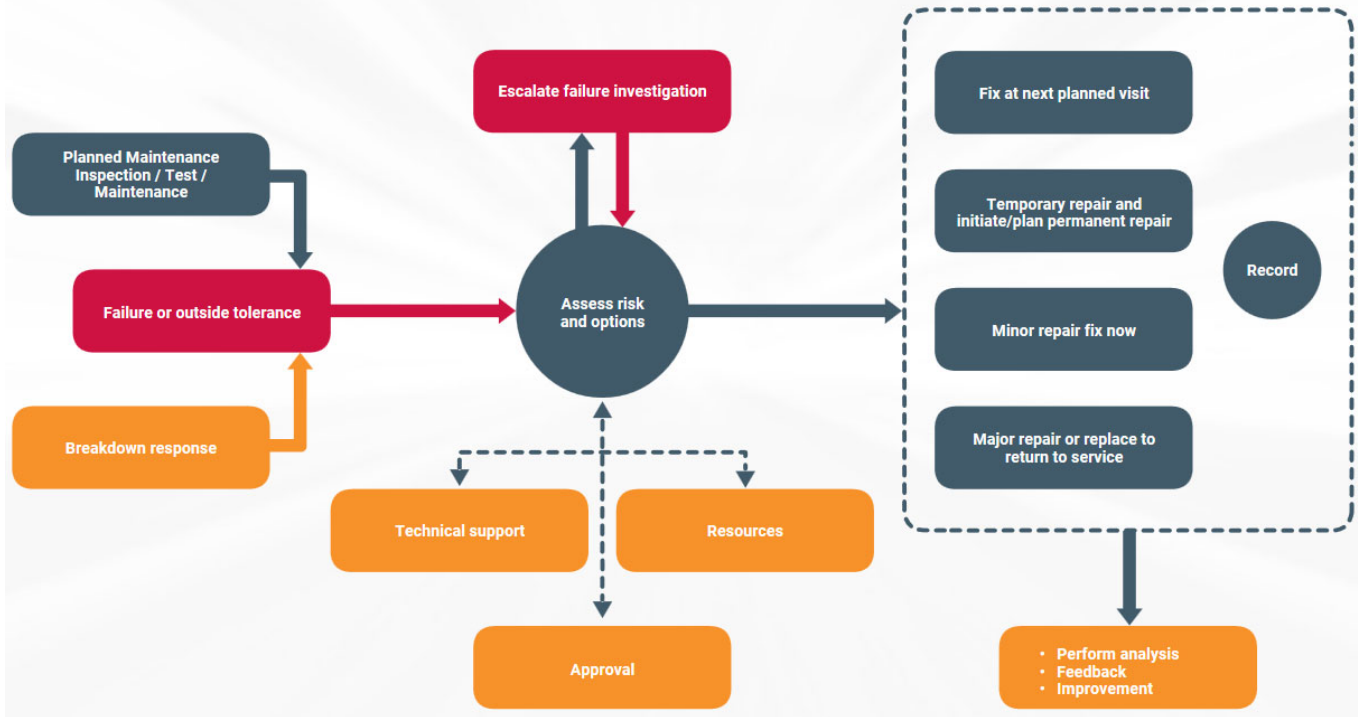 Escalate failure investigation
Planned Maintenance
Inspection / Test /
Maintenance
Failure or outside tolerance
Breakdown response
Assess risk
and options
Technical support
Resources
Approval
Fix at next planned visit
Temporary repair and
initiate/plan permanent repair
Minor repair fix now
Major repair or replace to
return to service
Record
• Perform analysis
• Feedback
• Improvement